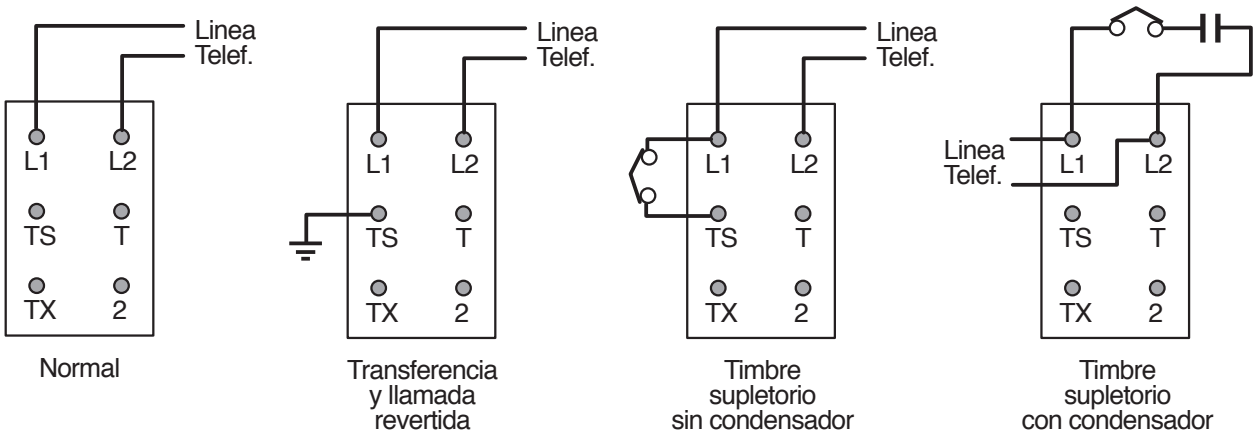 Linea
Telef.
L1 L2
TS T
TX 2
Normal
Linea
Telef.
L1 L2
TS T
TX 2
Transferencia
y llamada
revertida
Linea
Telef.
L1 L2
TS T
TX 2
Timbre
supletorio
sin condensador
Linea
Telef.
L1 L2
TS T
TX 2
Timbre
supletorio
con condensador